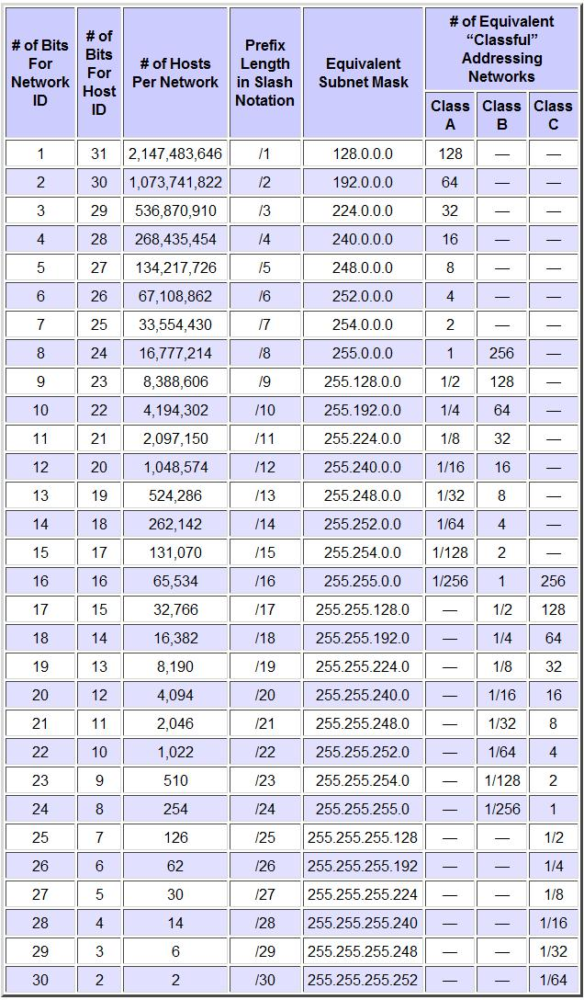 # of Bits For Network ID | # of Bits For Host ID | # of Hosts Per Network | Prefix Length in Slash Notation | Equivalent Subnet Mask | # of Equivalent “Classful” Addressing Networks
Class A | Class B | Class C
1 31 2,147,483,646 /1 128.0.0.0 128 — —
2 30 1,073,741,822 /2 192.0.0.0 64 — —
3 29 536,870,910 /3 224.0.0.0 32 — —
4 28 268,435,454 /4 240.0.0.0 16 — —
5 27 134,217,726 /5 248.0.0.0 8 — —
6 26 67,108,862 /6 252.0.0.0 4 — —
7 25 33,554,430 /7 254.0.0.0 2 — —
8 24 16,777,214 /8 255.0.0.0 1 256 —
9 23 8,388,606 /9 255.128.0.0 1/2 128 —
10 22 4,194,302 /10 255.192.0.0 1/4 64 —
11 21 2,097,150 /11 255.224.0.0 1/8 32 —
12 20 1,048,574 /12 255.240.0.0 1/16 16 —
13 19 524,286 /13 255.248.0.0 1/32 8 —
14 18 262,142 /14 255.252.0.0 1/64 4 —
15 17 131,070 /15 255.254.0.0 1/128 2 —
16 16 65,534 /16 255.255.0.0 1/256 1 256
17 15 32,766 /17 255.255.128.0 — 1/2 128
18 14 16,382 /18 255.255.192.0 — 1/4 64
19 13 8,190 /19 255.255.224.0 — 1/8 32
20 12 4,094 /20 255.255.240.0 — 1/16 16
21 11 2,046 /21 255.255.248.0 — 1/32 8
22 10 1,022 /22 255.255.252.0 — 1/64 4
23 9 510 /23 255.255.254.0 — 1/128 2
24 8 254 /24 255.255.255.0 — 1/256 1
25 7 126 /25 255.255.255.128 — — 1/2
26 6 62 /26 255.255.255.192 — — 1/4
27 5 30 /27 255.255.255.224 — — 1/8
28 4 14 /28 255.255.255.240 — — 1/16
29 3 6 /29 255.255.255.248 — — 1/32
30 2 2 /30 255.255.255.252 — — 1/64